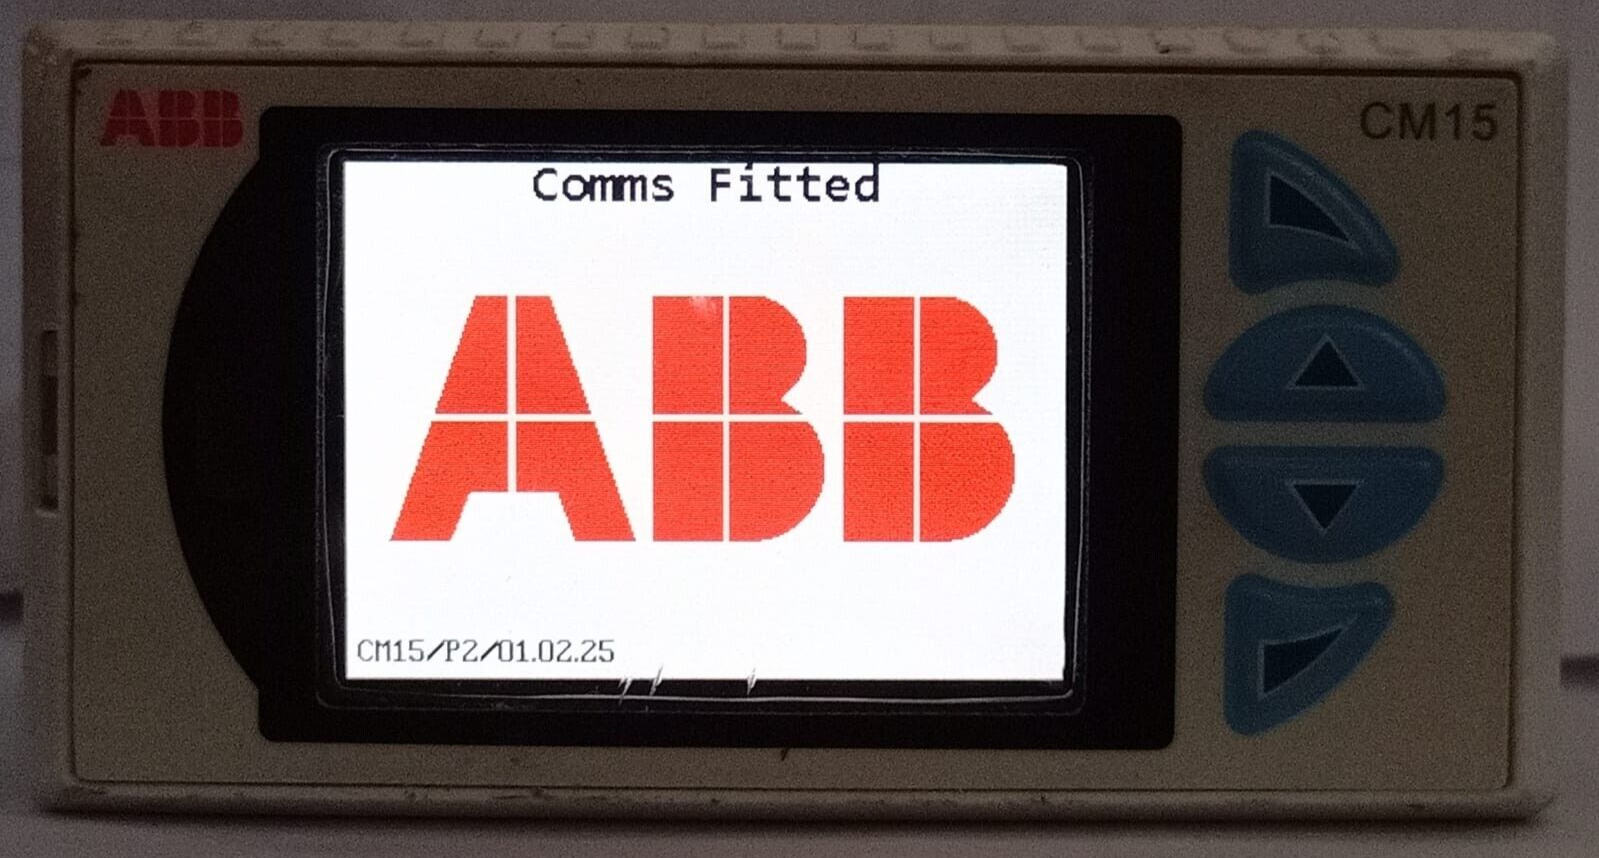 ABB
CM15
Comms Fitted
ABB
CM15/P2/01.02.25